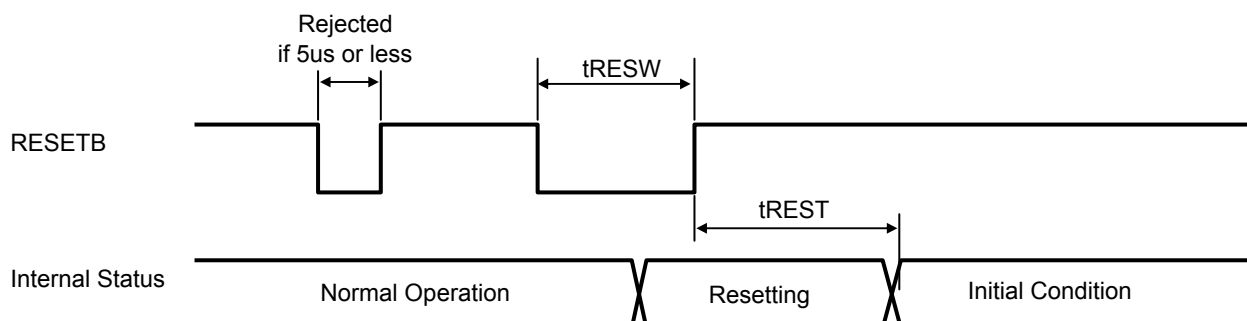 Rejected
if 5us or less
tRESW
RESETB
tREST
Internal Status
Normal Operation
Resetting
Initial Condition